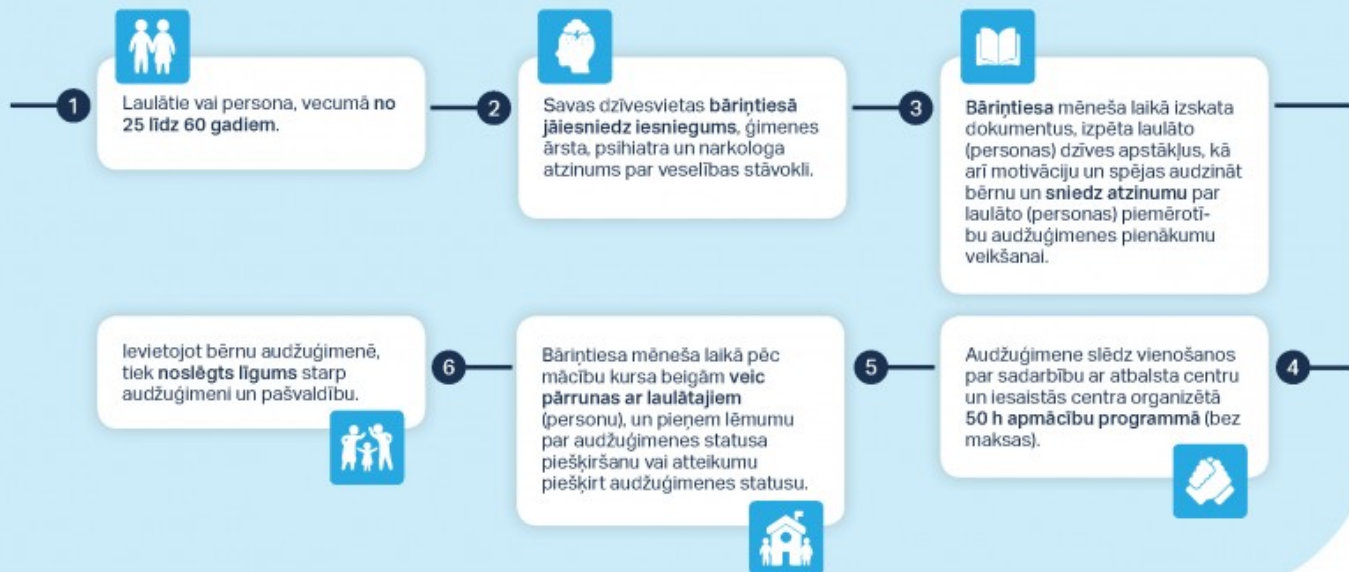 1
Laulātie vai persona, vecumā no
25 līdz 60 gadiem.
2
Savas dzīvesvietas bāriņtiesā
jāiesniedz iesniegums, ģimenes
ārsta, psihiatra un narkologa
atzinums par veselības stāvokli.
3
Bāriņtiesa mēneša laikā izskata
dokumentus, izpēta laulāto
(personas) dzīves apstākļus, kā
arī motivāciju un spējas audzināt
bērnu un sniedz atzinumu par
laulāto (personas) piemērotī-
bu audžuģimenes pienākumu
veikšanai.
4
Audžuģimene slēdz vienošanos
par sadarbību ar atbalsta centru
un iesaistās centra organizētā
50 h apmācību programmā (bez
maksas).
5
Bāriņtiesa mēneša laikā pēc
mācību kursa beigām veic
pārrunas ar laulātajiem
(personu), un pieņem lēmumu
par audžuģimenes statusa
piešķiršanu vai atteikumu
piešķirt audžuģimenes statusu.
6
Ievietojot bērnu audžuģimenē,
tiek noslēgts līgums starp
audžuģimeni un pašvaldību.